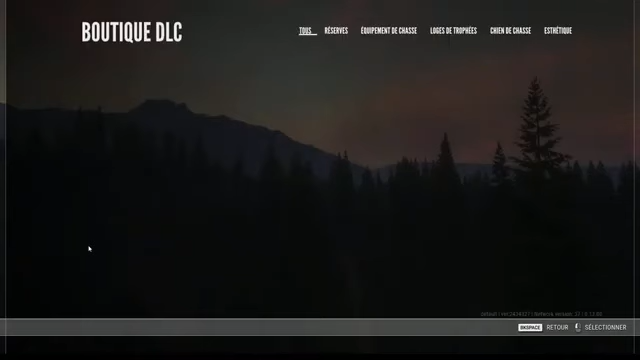 BOUTIQUE DLC
TOUS RÉSERVES ÉQUIPEMENT DE CHASSE LOGES DE TROPHÉES CHIEN DE CHASSE ESTHÉTIQUE
BKSPACE RETOUR SÉLECTIONNER